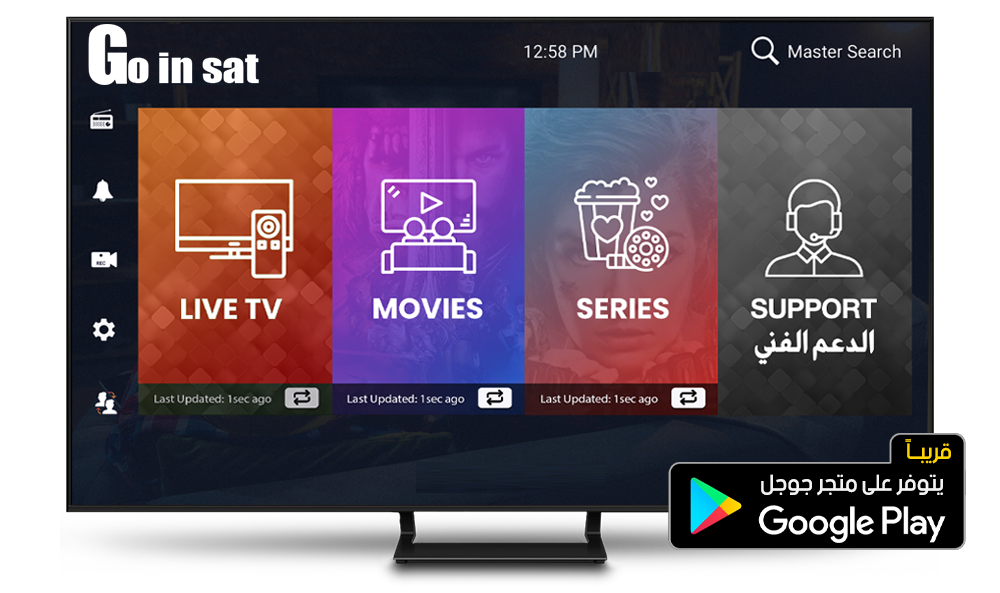 Go in sat
12:58 PM
Master Search
REC
LIVE TV
MOVIES
SERIES
SUPPORT
الدعم الفني
Last Updated: 1sec ago
Last Updated: 1sec ago
Last Updated: 1sec ago
قريبـاً
يتوفر على متجر جوجل
Google Play